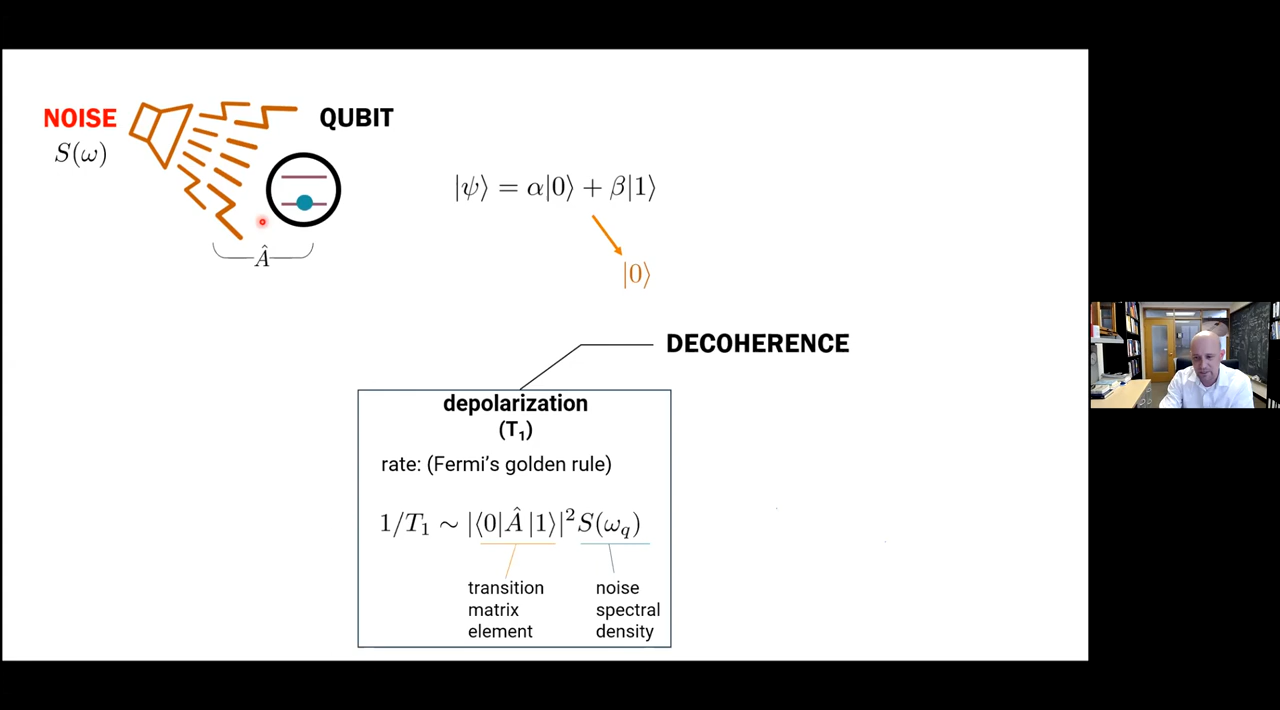 NOISE
S(ω)
QUBIT
Â
|ψ⟩ = α|0⟩ + β|1⟩
|0⟩
DECOHERENCE
depolarization
(T₁)
rate: (Fermi’s golden rule)
1/T₁ ∼ |⟨0|Â|1⟩|² S(ω_q)
transition
matrix
element
noise
spectral
density